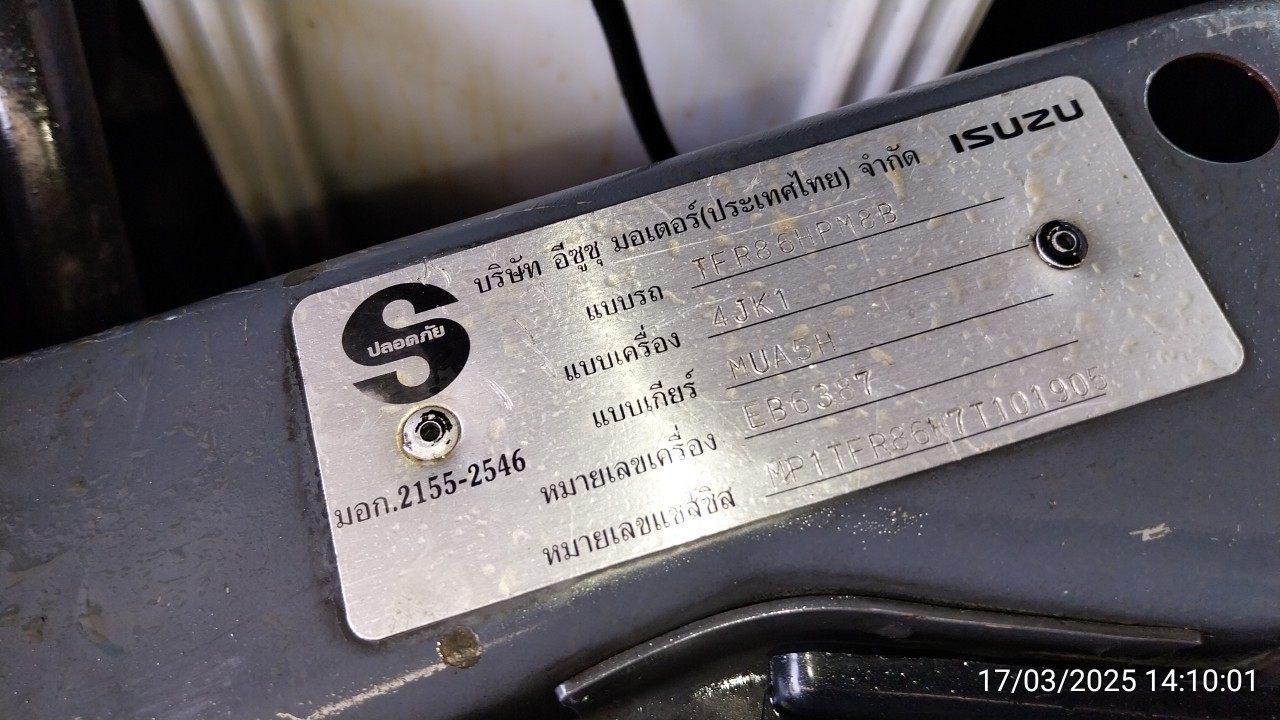 ISUZU
บริษัท อีซูซุ มอเตอร์(ประเทศไทย) จำกัด
แบบรถ TFR86HPM8B
แบบเครื่อง 4JK1
แบบเกียร์ MUA5H
หมายเลขเครื่อง EB6387
หมายเลขแชสซิส MP1TFR86H7T101905
ปลอดภัย
มอก.2155-2546
17/03/2025 14:10:01